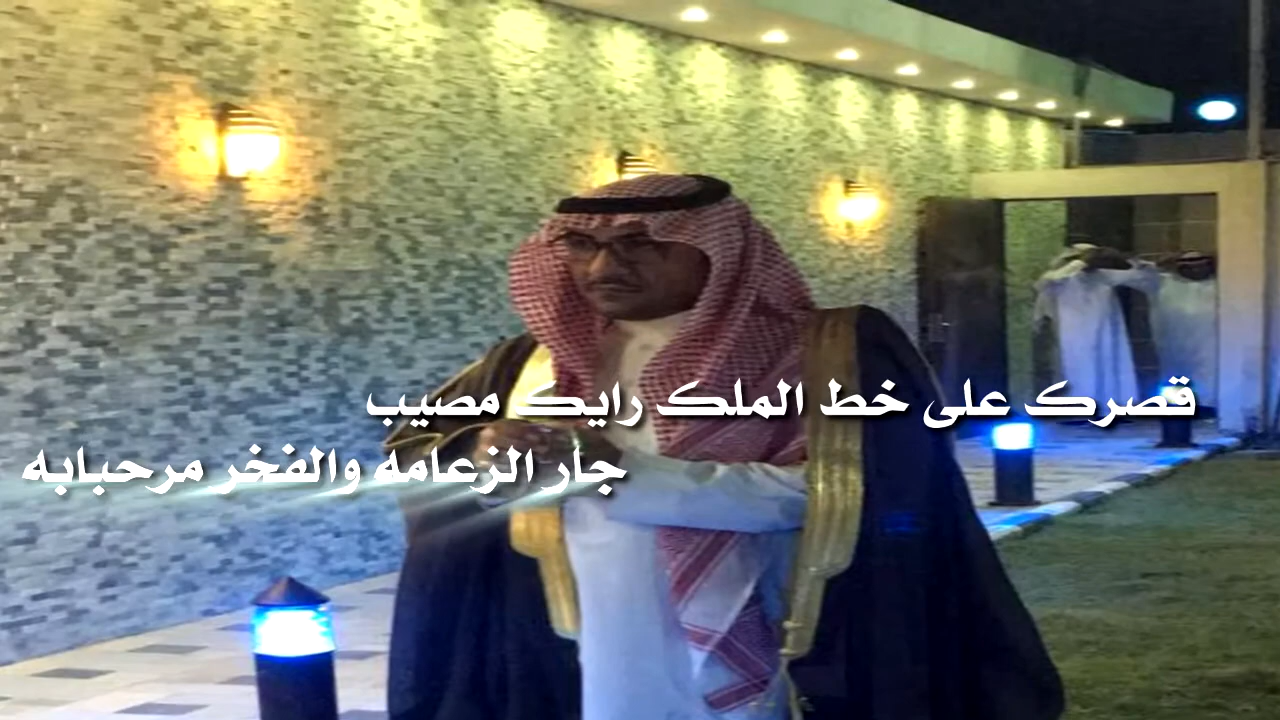 قصرك على خط الملك رايك مصيب
جار الزعامه والفخر مرحبابه